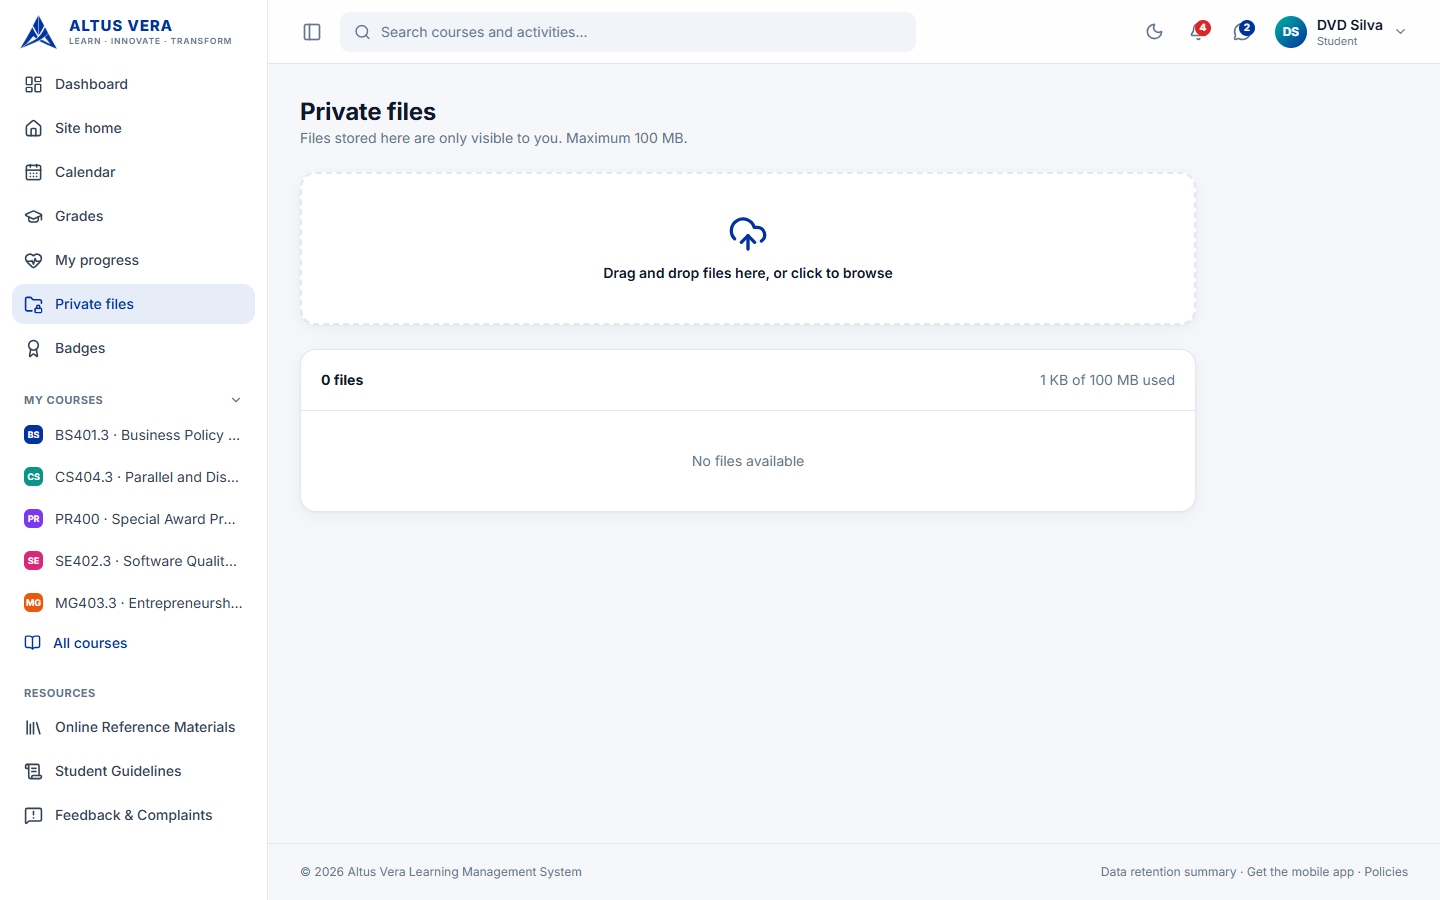 ALTUS VERA
LEARN · INNOVATE · TRANSFORM
Dashboard
Site home
Calendar
Grades
My progress
Private files
Badges
MY COURSES
BS BS401.3 · Business Policy ...
CS CS404.3 · Parallel and Dis...
PR PR400 · Special Award Pr...
SE SE402.3 · Software Qualit...
MG MG403.3 · Entrepreneursh...
All courses
RESOURCES
Online Reference Materials
Student Guidelines
Feedback & Complaints
Search courses and activities...
4
2
DS
DVD Silva
Student
Private files
Files stored here are only visible to you. Maximum 100 MB.
Drag and drop files here, or click to browse
0 files
1 KB of 100 MB used
No files available
© 2026 Altus Vera Learning Management System
Data retention summary · Get the mobile app · Policies